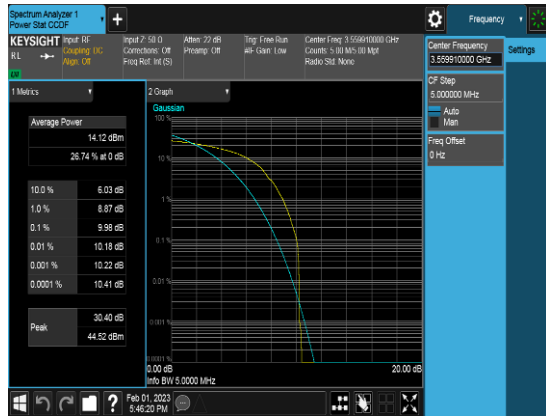 Spectrum Analyzer 1
Power Stat CCDF
+
Frequency
KEYSIGHT
RL
Input: RF
Coupling: DC
Align: Off
Input Z: 50 Ω
Corrections: Off
Freq Ref: Int (S)
Atten: 22 dB
Preamp: Off
Trig: Free Run
#IF Gain: Low
Center Freq: 3.559910000 GHz
Counts: 5.00 M/5.00 Mpt
Radio Std: None
Center Frequency
3.559910000 GHz
Settings
CF Step
5.000000 MHz
Auto
Man
Freq Offset
0 Hz
1 Metrics
2 Graph
Average Power
14.12 dBm
26.74 % at 0 dB
10.0 % 6.03 dB
1.0 % 8.87 dB
0.1 % 9.98 dB
0.01 % 10.18 dB
0.001 % 10.22 dB
0.0001 % 10.41 dB
Peak
30.40 dB
44.52 dBm
Gaussian
100 %
10 %
1 %
0.1 %
0.01 %
0.001 %
0.0001 %
0.00 dB
20.00 dB
Info BW 5.0000 MHz
?
Feb 01, 2023
5:46:20 PM